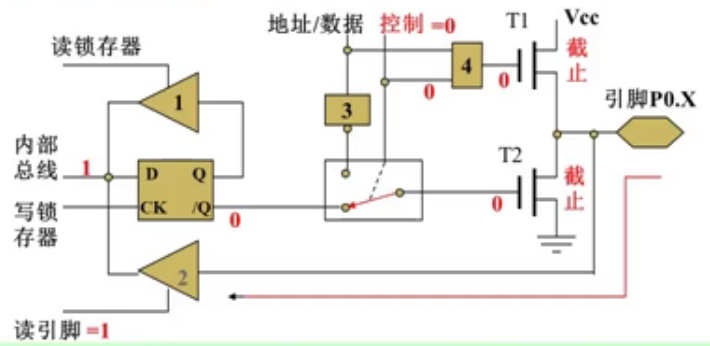 地址/数据 控制 =0
T1
Vcc
读锁存器
截
止
4
0
0
1
引脚P0.X
3
内部
总线
1
T2
D Q
截
止
0
写锁
存器
CK /Q
0
2
读引脚 =1